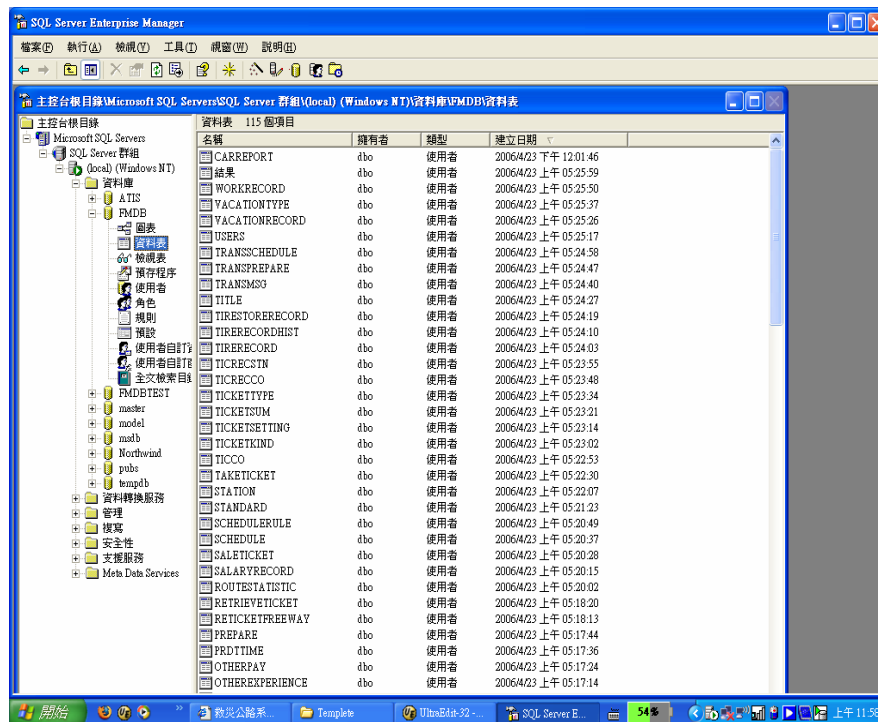 SQL Server Enterprise Manager
檔案(F) 執行(A) 檢視(V) 工具(T) 視窗(W) 說明(H)
主控台根目錄\Microsoft SQL Servers\SQL Server 群組\(local) (Windows NT)\資料庫\FMDB\資料表
主控台根目錄
Microsoft SQL Servers
SQL Server 群組
(local) (Windows NT)
資料庫
ATIS
FMDB
圖表
資料表
檢視表
預存程序
使用者
角色
規則
預設
使用者自訂
使用者自訂
全文檢索目錄
FMDBTEST
master
model
msdb
Northwind
pubs
tempdb
資料轉換服務
管理
複寫
安全性
支援服務
Meta Data Services
資料表 115 個項目
名稱 擁有者 類型 建立日期
CARREPORT dbo 使用者 2006/4/23 下午 12:01:46
結果 dbo 使用者 2006/4/23 上午 05:25:59
WORKRECORD dbo 使用者 2006/4/23 上午 05:25:50
VACATIONTYPE dbo 使用者 2006/4/23 上午 05:25:37
VACATIONRECORD dbo 使用者 2006/4/23 上午 05:25:26
USERS dbo 使用者 2006/4/23 上午 05:25:17
TRANSSCHEDULE dbo 使用者 2006/4/23 上午 05:24:58
TRANSPREPARE dbo 使用者 2006/4/23 上午 05:24:47
TRANSMSG dbo 使用者 2006/4/23 上午 05:24:40
TITLE dbo 使用者 2006/4/23 上午 05:24:27
TIRESTORERECORD dbo 使用者 2006/4/23 上午 05:24:19
TIRERECORDHIST dbo 使用者 2006/4/23 上午 05:24:10
TIRERECORD dbo 使用者 2006/4/23 上午 05:24:03
TICRECSTN dbo 使用者 2006/4/23 上午 05:23:55
TICRECCO dbo 使用者 2006/4/23 上午 05:23:48
TICKETTYPE dbo 使用者 2006/4/23 上午 05:23:34
TICKETSUM dbo 使用者 2006/4/23 上午 05:23:21
TICKETSETTING dbo 使用者 2006/4/23 上午 05:23:14
TICKETKIND dbo 使用者 2006/4/23 上午 05:23:02
TICCO dbo 使用者 2006/4/23 上午 05:22:53
TAKETICKET dbo 使用者 2006/4/23 上午 05:22:30
STATION dbo 使用者 2006/4/23 上午 05:22:07
STANDARD dbo 使用者 2006/4/23 上午 05:21:23
SCHEDULERULE dbo 使用者 2006/4/23 上午 05:20:49
SCHEDULE dbo 使用者 2006/4/23 上午 05:20:37
SALETICKET dbo 使用者 2006/4/23 上午 05:20:28
SALARYRECORD dbo 使用者 2006/4/23 上午 05:20:15
ROUTESTATISTIC dbo 使用者 2006/4/23 上午 05:20:02
RETRIEVETICKET dbo 使用者 2006/4/23 上午 05:18:20
RETICKETFREEWAY dbo 使用者 2006/4/23 上午 05:18:13
PREPARE dbo 使用者 2006/4/23 上午 05:17:44
PRDTTIME dbo 使用者 2006/4/23 上午 05:17:36
OTHERPAY dbo 使用者 2006/4/23 上午 05:17:24
OTHEREXPERIENCE dbo 使用者 2006/4/23 上午 05:17:14
開始 救災公路系... Templete UltraEdit-32 -... SQL Server E... 54% 上午 11:58